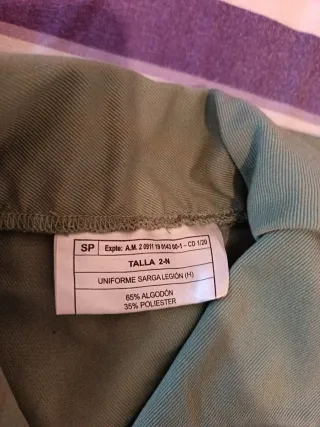 SP Expte: A.M. 2 0911 19 0143 00-1 – CD 1/20
TALLA 2-N
UNIFORME SARGA LEGIÓN (H)
65% ALGODÓN
35% POLIESTER